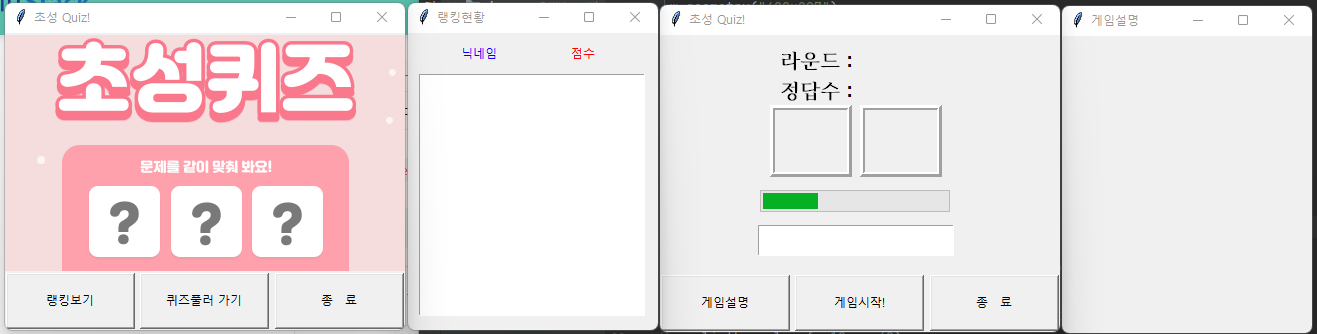 초성 Quiz!
초성퀴즈
문제를 같이 맞춰 봐요!
? ? ?
랭킹보기
퀴즈풀러 가기
종 료
랭킹현황
닉네임
점수
초성 Quiz!
라운드 :
정답수 :
게임설명
게임시작!
종 료
게임설명